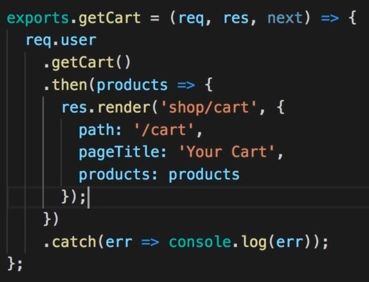 exports.getCart = (req, res, next) => {
  req.user
    .getCart()
    .then(products => {
      res.render('shop/cart', {
        path: '/cart',
        pageTitle: 'Your Cart',
        products: products
      });
    })
    .catch(err => console.log(err));
};